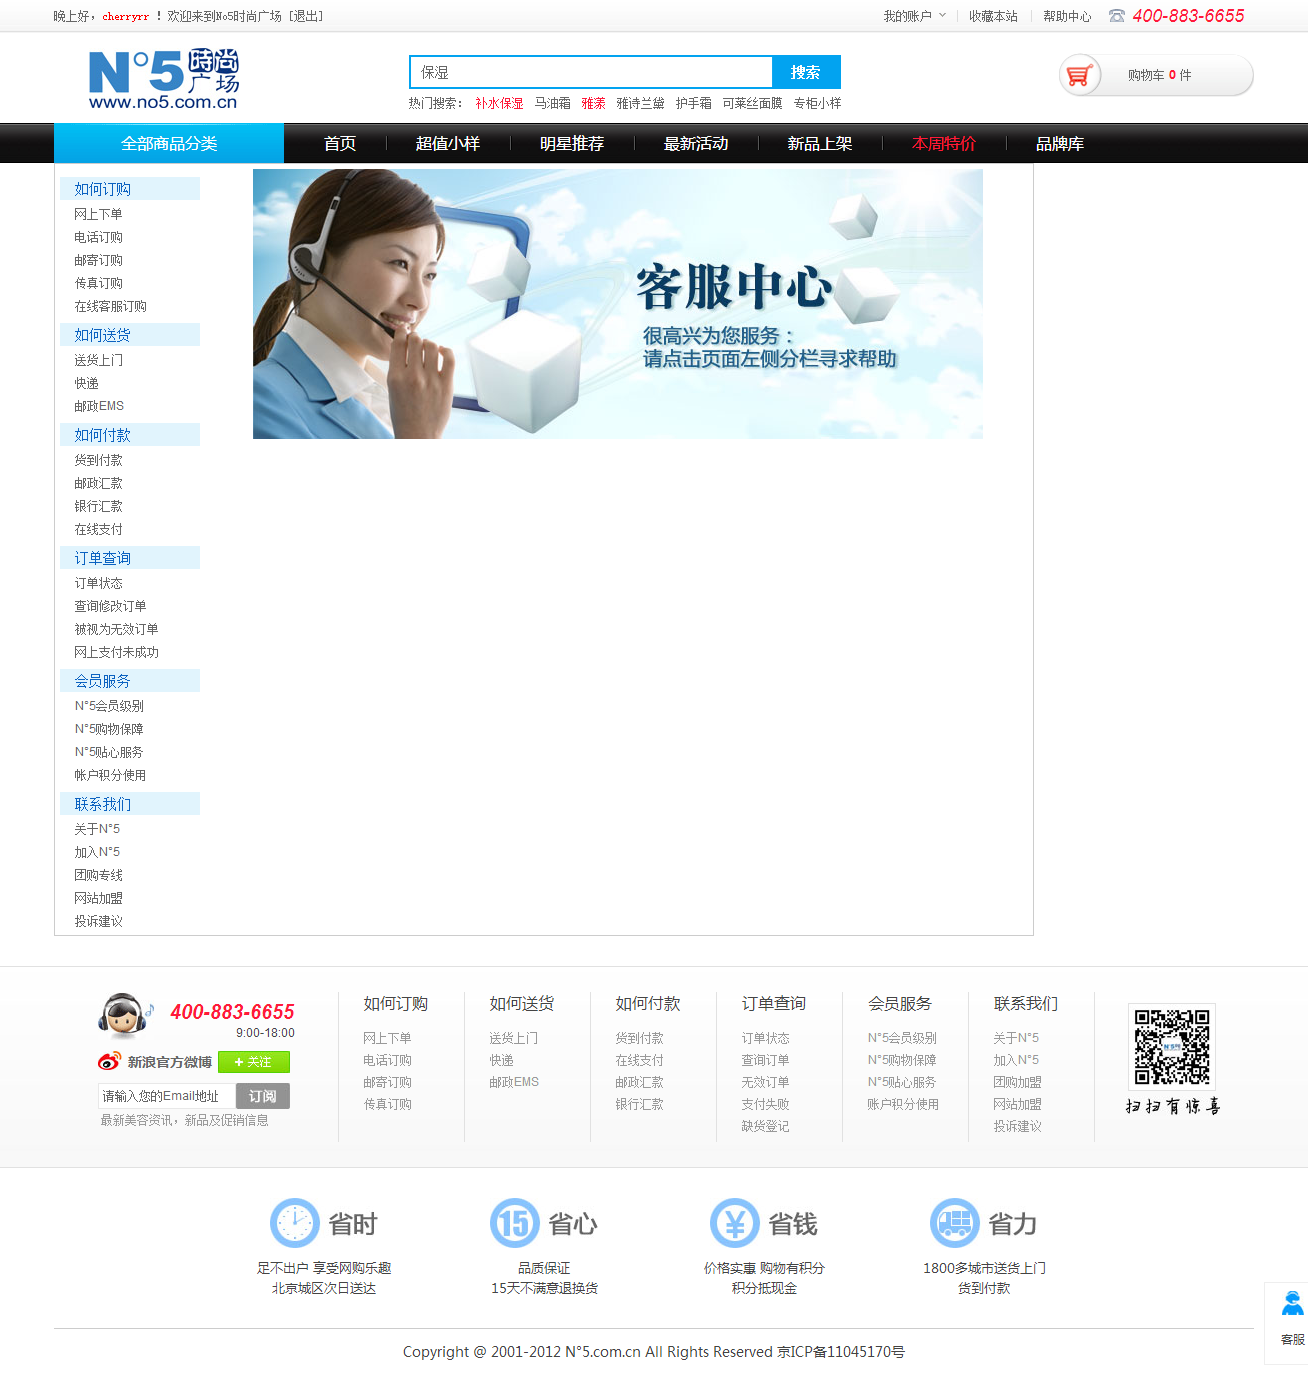 晚上好，cherryrr ！欢迎来到No5时尚广场 [退出]
我的账户 收藏本站 帮助中心 400-883-6655
N°5時尚广场
www.no5.com.cn
保湿 搜索
热门搜索： 补水保湿 马油霜 雅漾 雅诗兰黛 护手霜 可莱丝面膜 专柜小样
购物车 0 件
全部商品分类 首页 超值小样 明星推荐 最新活动 新品上架 本周特价 品牌库
如何订购
网上下单
电话订购
邮寄订购
传真订购
在线客服订购
如何送货
送货上门
快递
邮政EMS
如何付款
货到付款
邮政汇款
银行汇款
在线支付
订单查询
订单状态
查询修改订单
被视为无效订单
网上支付未成功
会员服务
N°5会员级别
N°5购物保障
N°5贴心服务
帐户积分使用
联系我们
关于N°5
加入N°5
团购专线
网站加盟
投诉建议
客服中心
很高兴为您服务：
请点击页面左侧分栏寻求帮助
400-883-6655
9:00-18:00
新浪官方微博 + 关注
请输入您的Email地址 订阅
最新美容资讯，新品及促销信息
如何订购
网上下单
电话订购
邮寄订购
传真订购
如何送货
送货上门
快递
邮政EMS
如何付款
货到付款
在线支付
邮政汇款
银行汇款
订单查询
订单状态
查询订单
无效订单
支付失败
缺货登记
会员服务
N°5会员级别
N°5购物保障
N°5贴心服务
账户积分使用
联系我们
关于N°5
加入N°5
团购加盟
网站加盟
投诉建议
扫扫有惊喜
省时
足不出户 享受网购乐趣
北京城区次日送达
15 省心
品质保证
15天不满意退换货
¥ 省钱
价格实惠 购物有积分
积分抵现金
省力
1800多城市送货上门
货到付款
客服
Copyright @ 2001-2012 N°5.com.cn All Rights Reserved 京ICP备11045170号